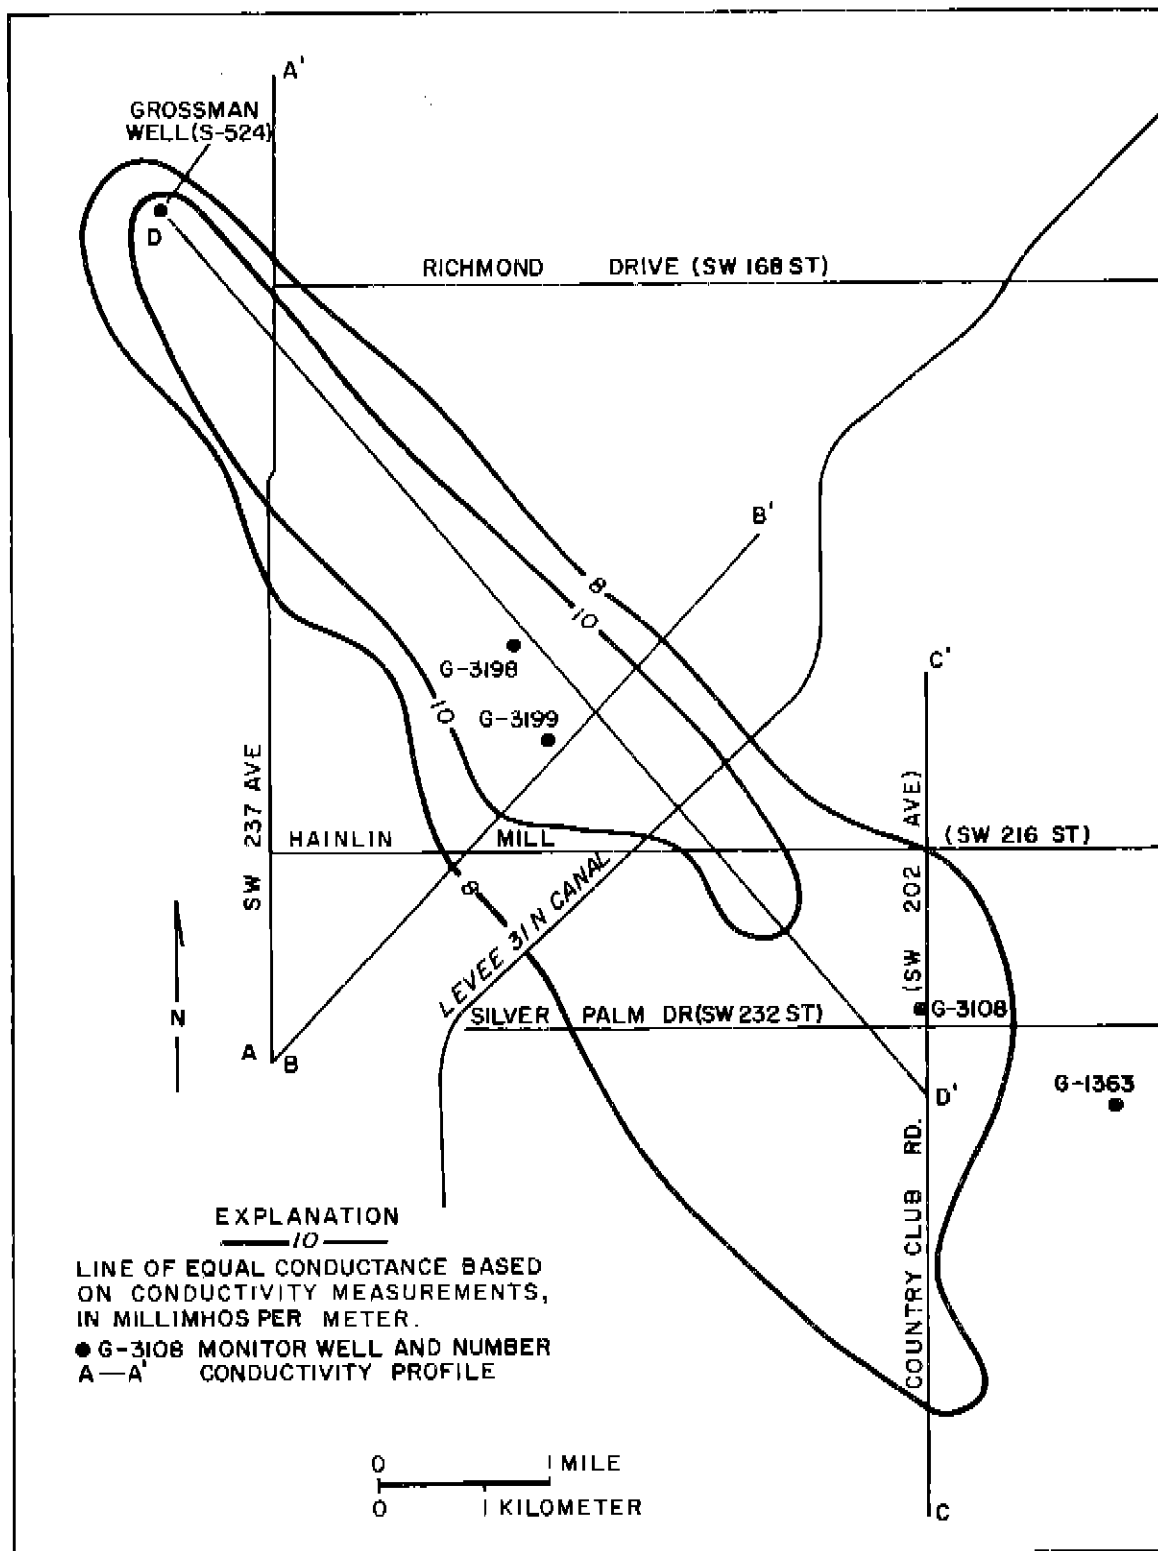 A'
GROSSMAN
WELL(S-524)
D
RICHMOND DRIVE (SW 168 ST)
B'
8
10
C'
G-3198
10
G-3199
SW 237 AVE
HAINLIN MILL (SW 216 ST)
8
LEVEE 31N CANAL
COUNTRY CLUB RD. (SW 202 AVE)
N
G-3108
SILVER PALM DR(SW 232 ST)
A
B
D'
G-1363
EXPLANATION
10
LINE OF EQUAL CONDUCTANCE BASED
ON CONDUCTIVITY MEASUREMENTS,
IN MILLIMHOS PER METER.
G-3108 MONITOR WELL AND NUMBER
A—A' CONDUCTIVITY PROFILE
0 1 MILE
0 1 KILOMETER
C